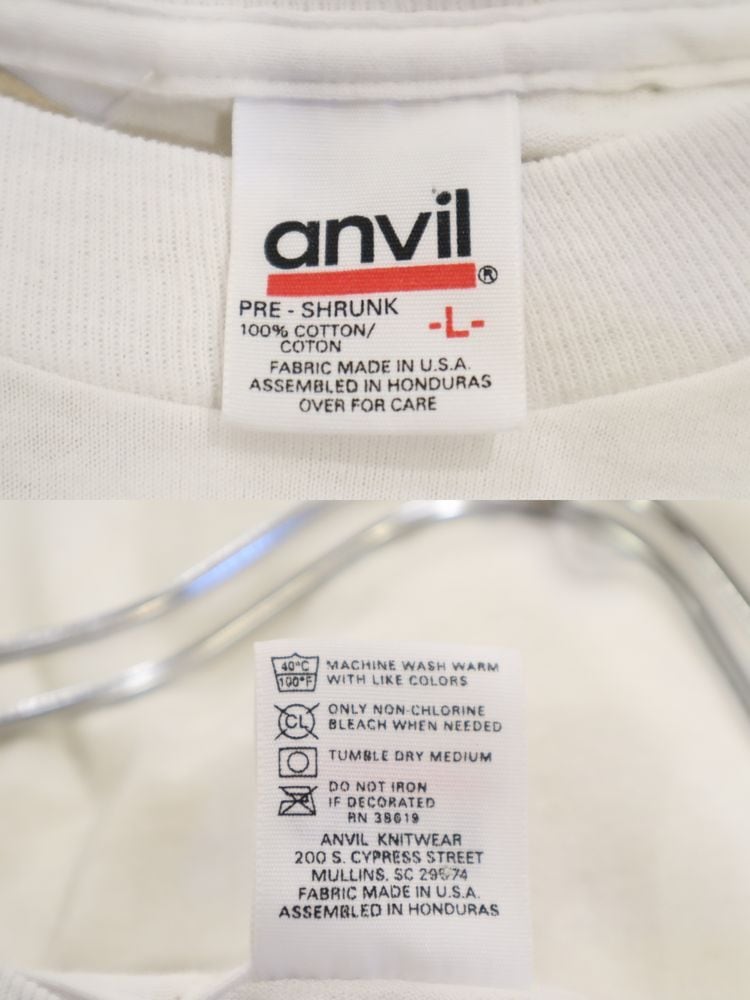 anvil
®
PRE - SHRUNK
-L-
100% COTTON/
COTON
FABRIC MADE IN U.S.A.
ASSEMBLED IN HONDURAS
OVER FOR CARE
40°C
100°F
MACHINE WASH WARM
WITH LIKE COLORS
CL
ONLY NON-CHLORINE
BLEACH WHEN NEEDED
TUMBLE DRY MEDIUM
DO NOT IRON
IF DECORATED
RN 38619
ANVIL KNITWEAR
200 S. CYPRESS STREET
MULLINS, SC 29574
FABRIC MADE IN U.S.A.
ASSEMBLED IN HONDURAS